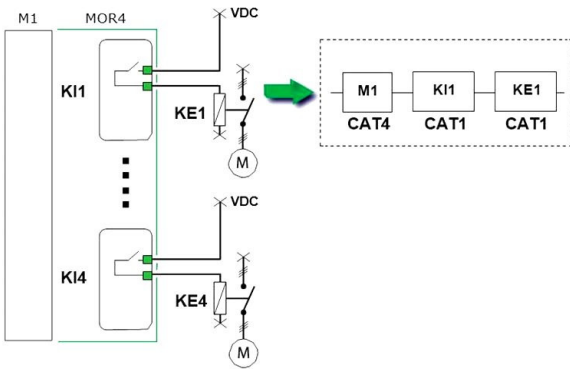 M1 MOR4
VDC
KI1
KE1
M
VDC
KI4
KE4
M
M1 KI1 KE1
CAT4 CAT1 CAT1